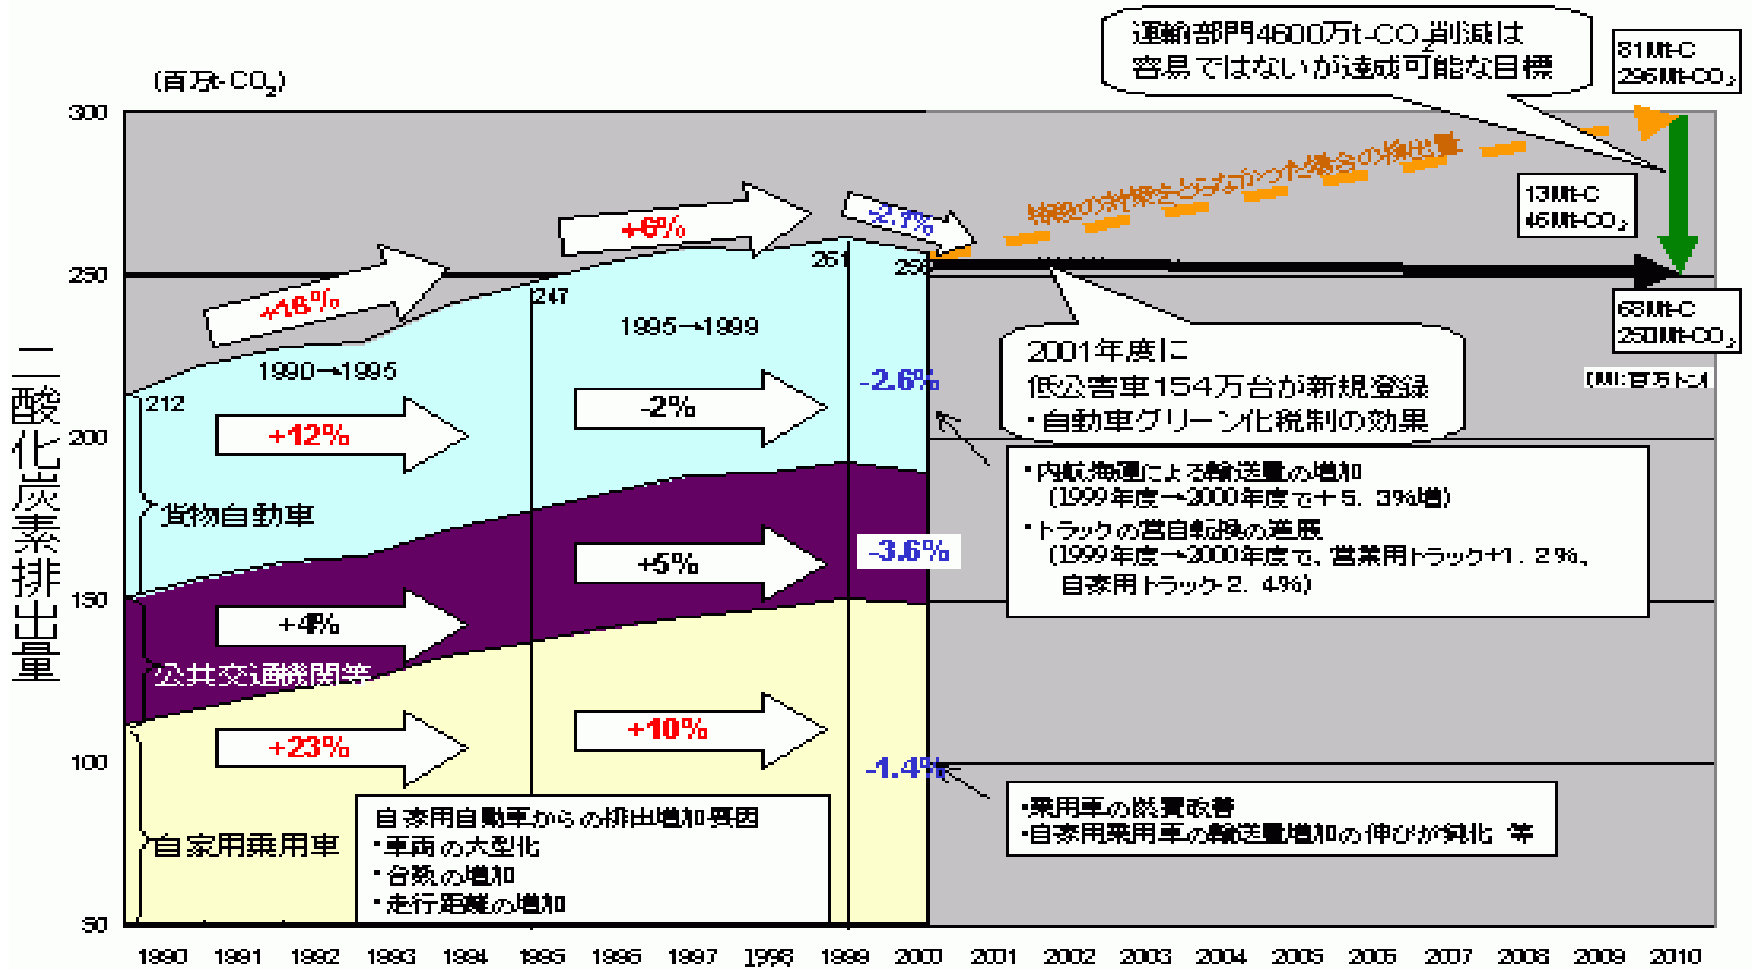 運輸部門4600万t-CO₂削減は
容易ではないが達成可能な目標
81Mt-C
296Mt-CO₂
(百万t-CO₂)
300
250
200
150
100
50
二酸化炭素排出量
特段の対策をとらなかった場合の排出量
13Mt-C
46Mt-CO₂
68Mt-C
250Mt-CO₂
+16%
+6%
-2.1%
212
247
261
256
1990→1995
1995→1999
+12%
-2%
-2.6%
貨物自動車
+4%
+5%
-3.6%
公共交通機関等
+23%
+10%
-1.4%
自家用乗用車
2001年度に
低公害車154万台が新規登録
・自動車グリーン化税制の効果
・内航海運による輸送量の増加
(1999年度→2000年度で+5.3%増)
・トラックの営自転換の進展
(1999年度→2000年度で、営業用トラック+1.2%、
自家用トラック-2.4%)
・乗用車の燃費改善
・自家用乗用車の輸送量増加の伸びが鈍化 等
自家用自動車からの排出増加要因
・車両の大型化
・台数の増加
・走行距離の増加
1990 1991 1992 1993 1994 1995 1996 1997 1998 1999 2000 2001 2002 2003 2004 2005 2006 2007 2008 2009 2010